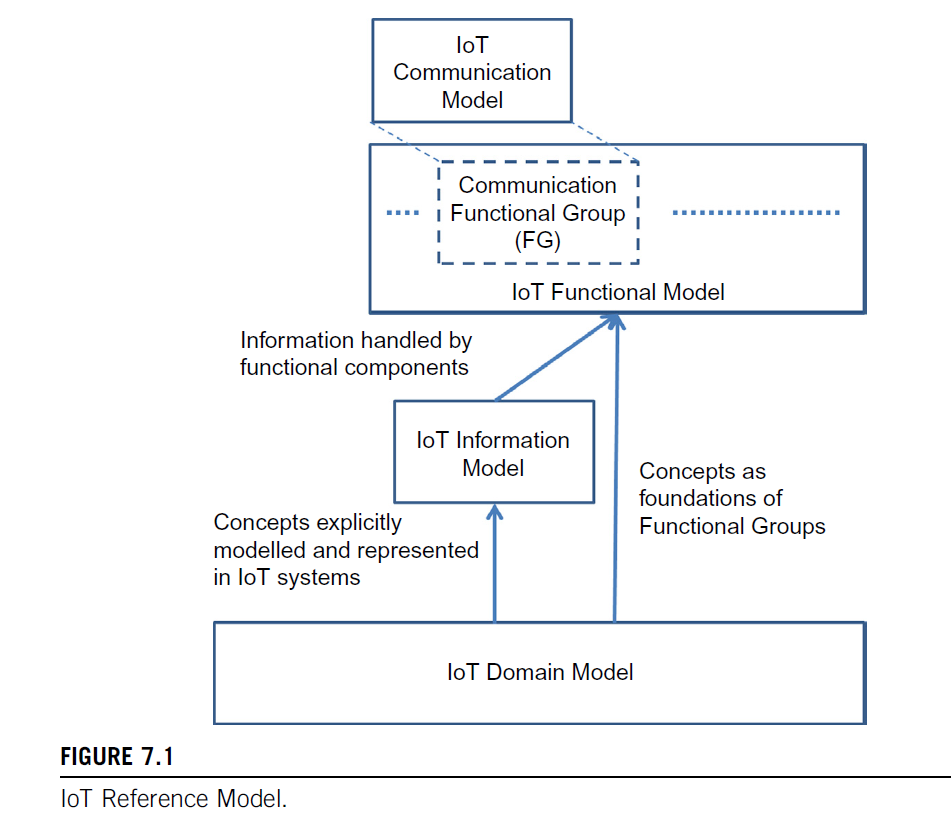 IoT
Communication
Model
Communication
Functional Group
(FG)
IoT Functional Model
Information handled by
functional components
IoT Information
Model
Concepts as
foundations of
Functional Groups
Concepts explicitly
modelled and represented
in IoT systems
IoT Domain Model
FIGURE 7.1
IoT Reference Model.